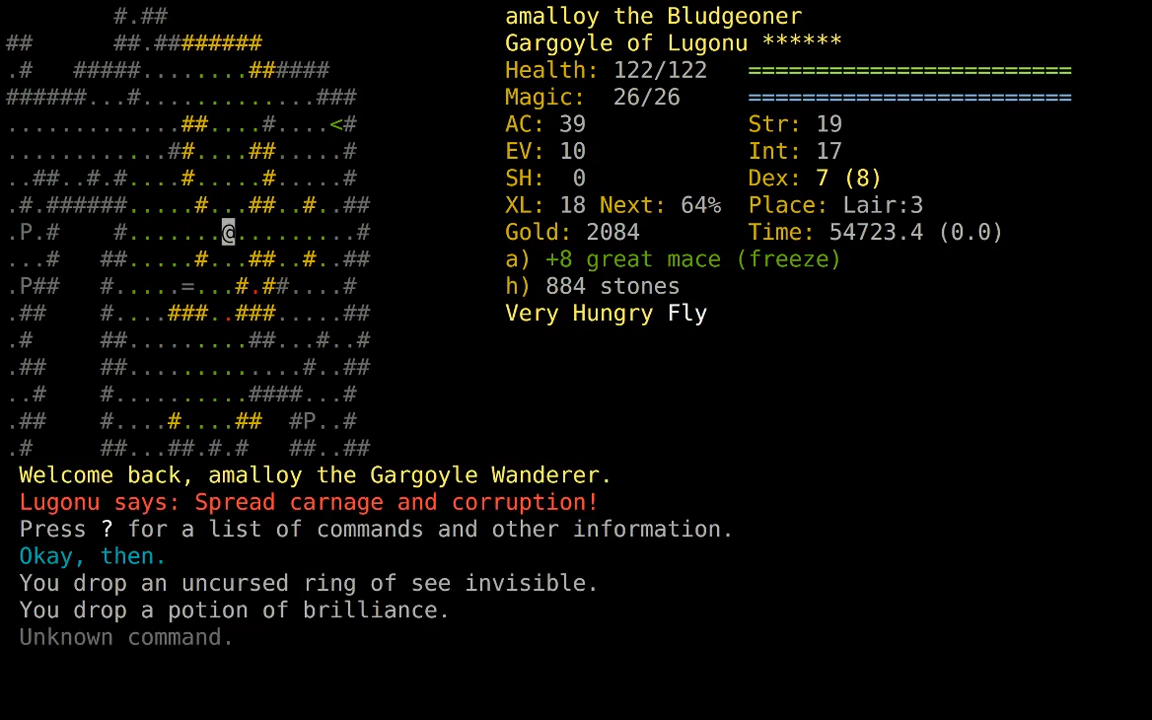 #.## amalloy the Bludgeoner
## ##.######## Gargoyle of Lugonu ******
.# #####........###### Health: 122/122 ========================
######...#.............### Magic: 26/26 ========================
.............##....#....<# AC: 39 Str: 19
............##....##.....# EV: 10 Int: 17
..##..#.#....#.....#.....# SH: 0 Dex: 7 (8)
.#.######.....#...##..#..## XL: 18 Next: 64% Place: Lair:3
.P.# #.......@.........# Gold: 2084 Time: 54723.4 (0.0)
...# ##.....#...##..#..## a) +8 great mace (freeze)
.P## #.....=...#.##....# h) 884 stones
.## #....###..###.....## Very Hungry Fly
.# ##.........##...#..#
.## ##.............#..##
..# #..........####...#
.## #....#....## #P..#
.# ##...##.#.# ##..##
Welcome back, amalloy the Gargoyle Wanderer.
Lugonu says: Spread carnage and corruption!
Press ? for a list of commands and other information.
Okay, then.
You drop an uncursed ring of see invisible.
You drop a potion of brilliance.
Unknown command.